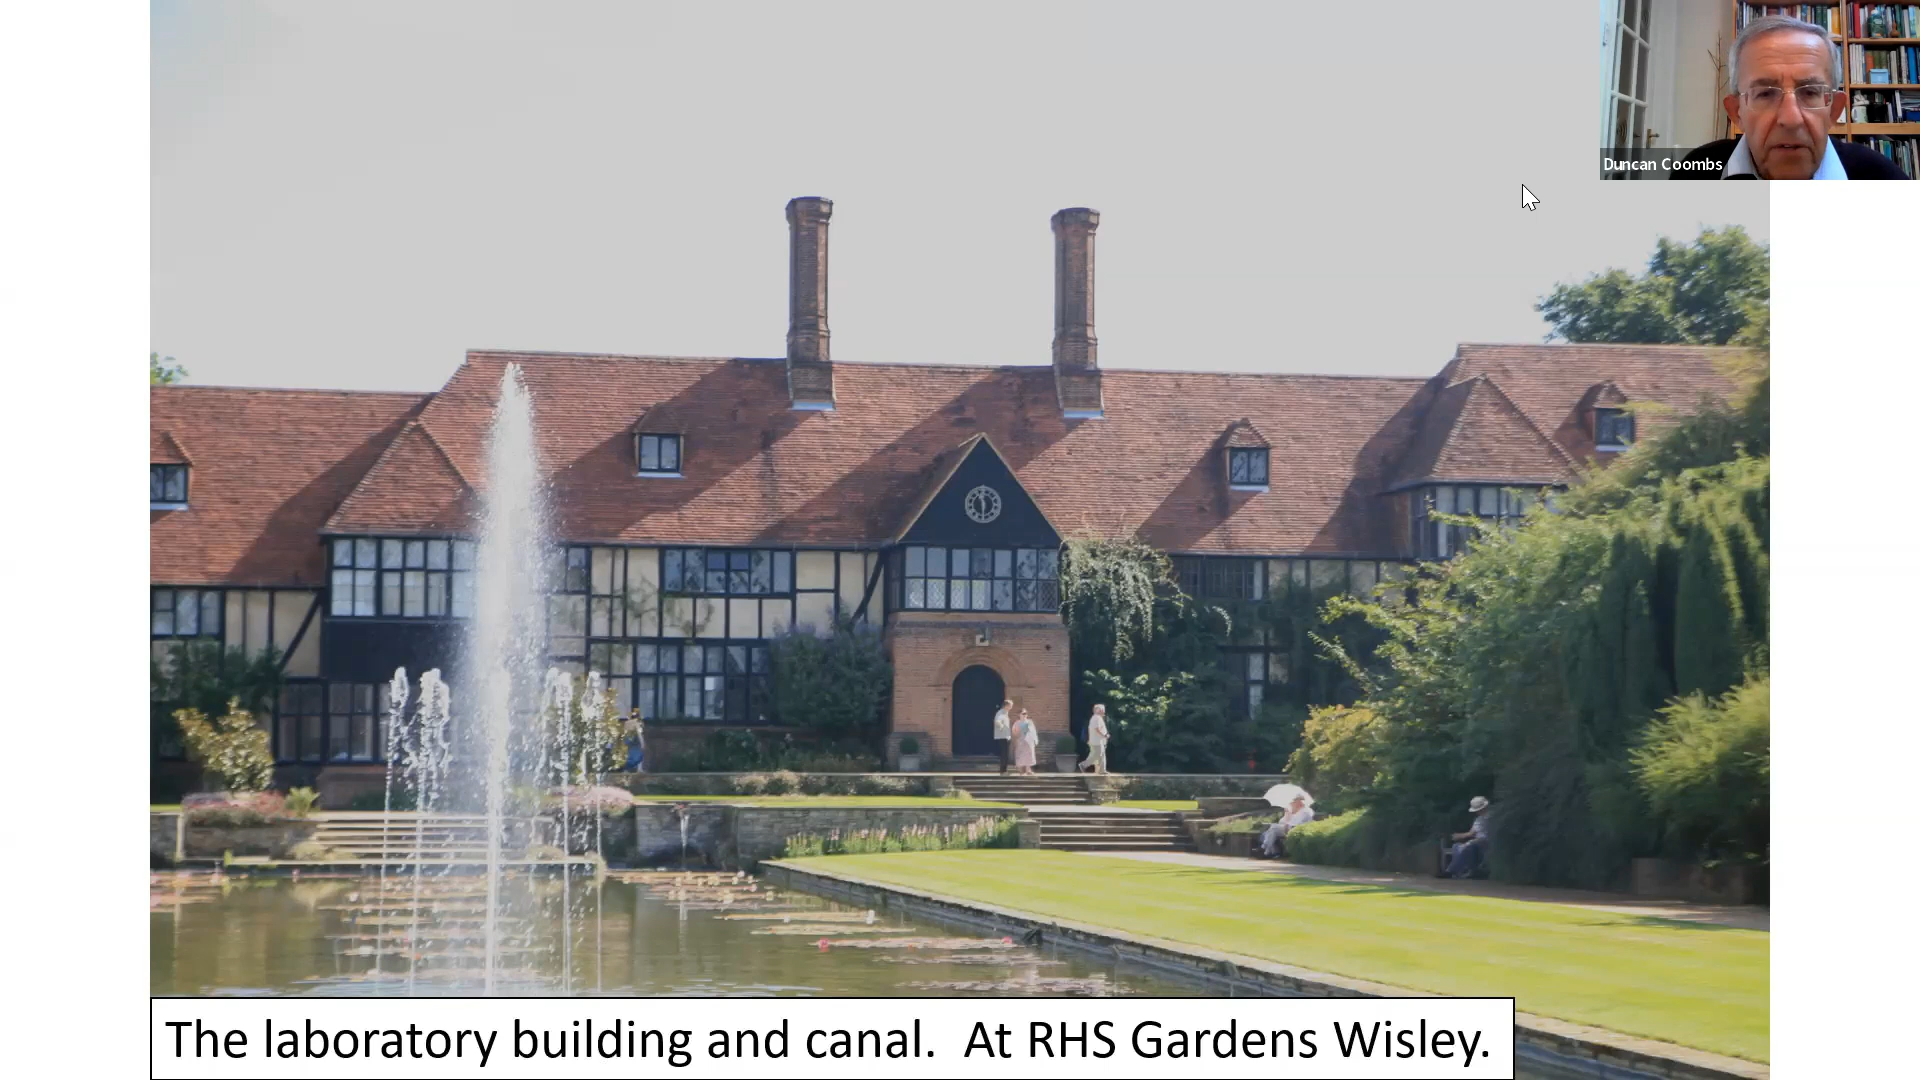 Duncan Coombs
The laboratory building and canal.  At RHS Gardens Wisley.